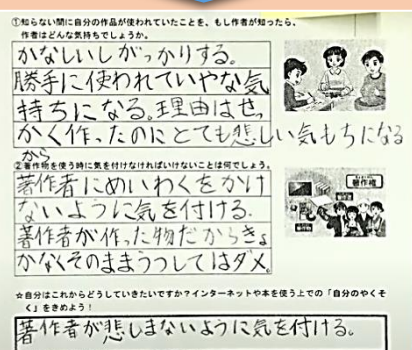 ①知らない間に自分の作品が使われていたことを、もし作者が知ったら、
作者はどんな気持ちでしょうか。
かなしいしがっかりする。
勝手に使われていていやな気
持ちになる。理由はせっ
かく作ったのにとても悲しい気もちになる
から
②著作物を使う時に気を付けなければいけないことは何でしょう。
著作者にめいわくをかけ
ないように気を付ける。
著作者が作った物だからきょ
かなくそのままうつしてはダメ。
著作権
☆自分はこれからどうしていきたいですか？インターネットや本を使う上での「自分のやくそ
く」をきめよう！
著作者が悲しまないように気を付ける。